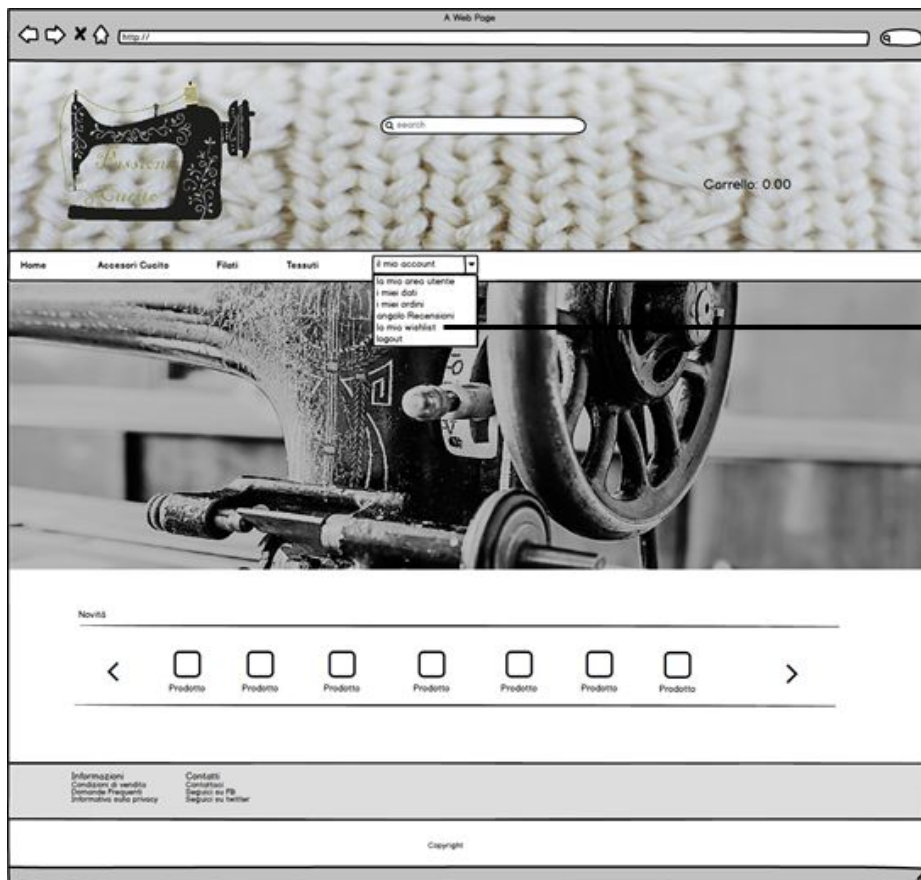 A Web Page
http://
search
Passione
Cucito
Carrello: 0.00
Home Accesori Cucito Filati Tessuti il mio account
la mia area utente
i miei dati
i miei ordini
angolo Recensioni
la mia wishlist
logout
Novità
Prodotto Prodotto Prodotto Prodotto Prodotto Prodotto Prodotto
Informazioni
Condizioni di vendita
Domande Frequenti
Informativa sulla privacy
Contatti
Contattaci
Seguici su FB
Seguici su twitter
Copyright